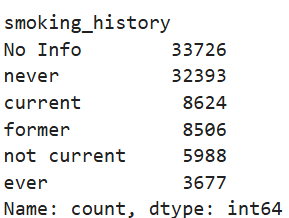 smoking_history
No Info 33726
never 32393
current 8624
former 8506
not current 5988
ever 3677
Name: count, dtype: int64